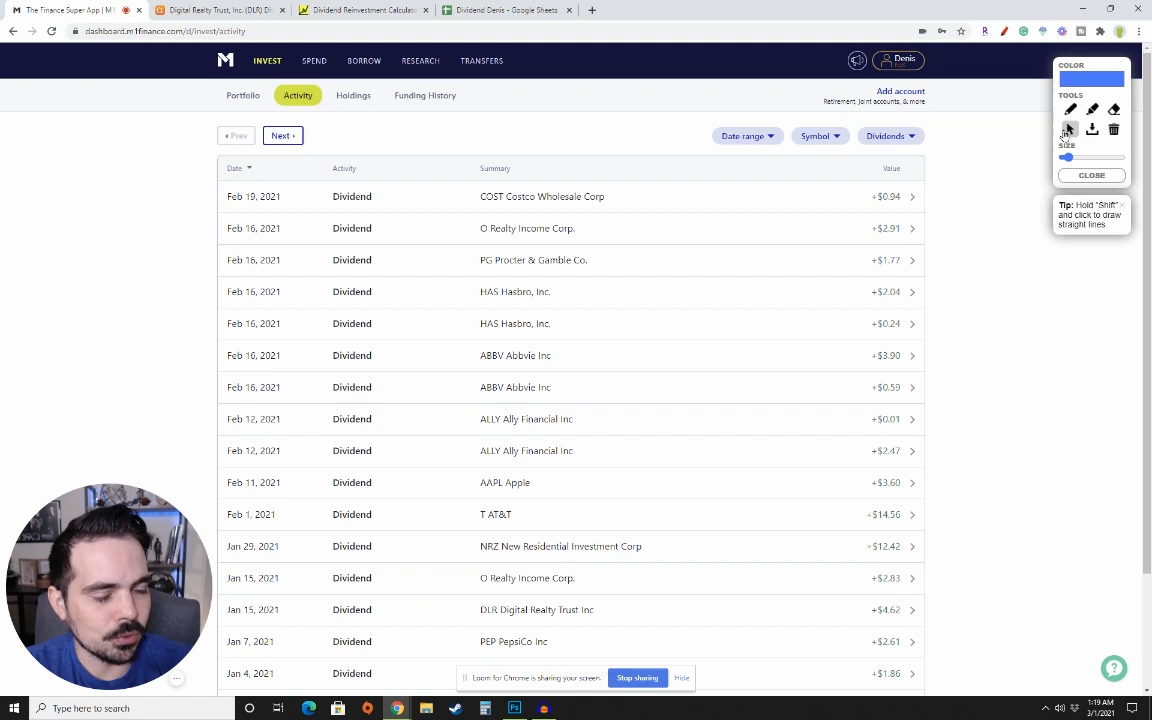 The Finance Super App | M1
Digital Realty Trust, Inc. (DLR) Di
Dividend Reinvestment Calculato
Dividend Denis - Google Sheets
dashboard.m1finance.com/d/invest/activity
INVEST SPEND BORROW RESEARCH TRANSFERS
Denis
PLUS
Portfolio Activity Holdings Funding History
Add account
Retirement, Joint accounts, & more
‹ Prev Next › Date range Symbol Dividends
Date Activity Summary Value
Feb 19, 2021 Dividend COST Costco Wholesale Corp +$0.94
Feb 16, 2021 Dividend O Realty Income Corp. +$2.91
Feb 16, 2021 Dividend PG Procter & Gamble Co. +$1.77
Feb 16, 2021 Dividend HAS Hasbro, Inc. +$2.04
Feb 16, 2021 Dividend HAS Hasbro, Inc. +$0.24
Feb 16, 2021 Dividend ABBV Abbvie Inc +$3.90
Feb 16, 2021 Dividend ABBV Abbvie Inc +$0.59
Feb 12, 2021 Dividend ALLY Ally Financial Inc +$0.01
Feb 12, 2021 Dividend ALLY Ally Financial Inc +$2.47
Feb 11, 2021 Dividend AAPL Apple +$3.60
Feb 1, 2021 Dividend T AT&T +$14.56
Jan 29, 2021 Dividend NRZ New Residential Investment Corp +$12.42
Jan 15, 2021 Dividend O Realty Income Corp. +$2.83
Jan 15, 2021 Dividend DLR Digital Realty Trust Inc +$4.62
Jan 7, 2021 Dividend PEP PepsiCo Inc +$2.61
Jan 4, 2021 Dividend +$1.86
COLOR
TOOLS
SIZE
CLOSE
Tip: Hold "Shift"
and click to draw
straight lines.
Loom for Chrome is sharing your screen. Stop sharing Hide
Type here to search
1:19 AM
3/1/2021